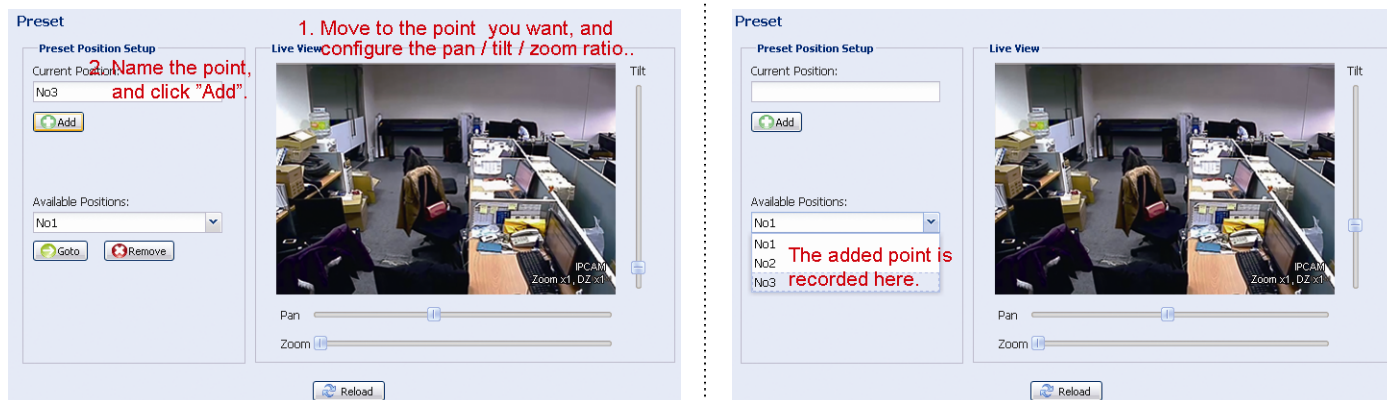 Preset
1. Move to the point you want, and
configure the pan / tilt / zoom ratio..
Preset Position Setup
Current Position:
2. Name the point,
and click "Add".
No3
Add
Available Positions:
No1
Goto
Remove
Live View
Tilt
IPCAM
Zoom x1, DZ x1
Pan
Zoom
Reload
Preset
Preset Position Setup
Current Position:
Add
Available Positions:
No1
No1
No2
No3
The added point is
recorded here.
Live View
Tilt
IPCAM
Zoom x1, DZ x1
Pan
Zoom
Reload